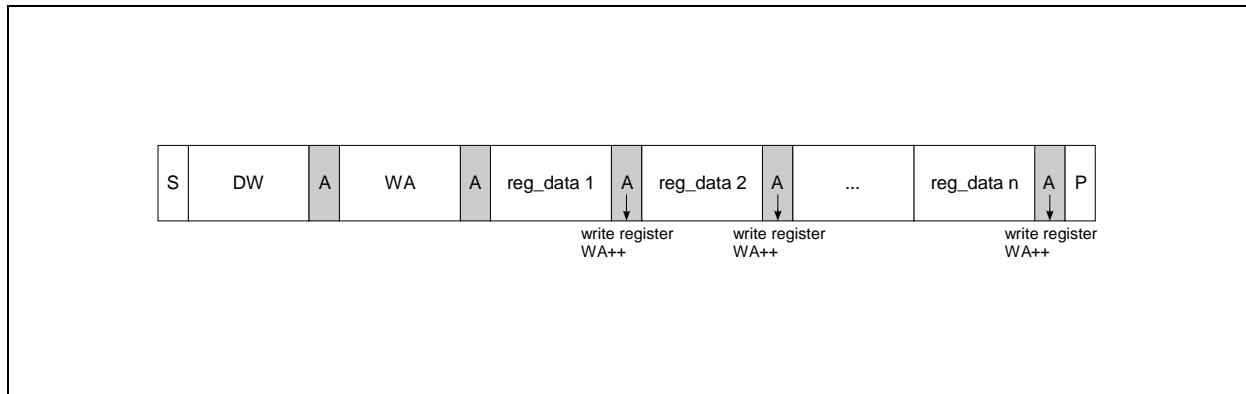 S DW A WA A reg_data 1 A reg_data 2 A ... reg_data n A P
write register write register write register
WA++ WA++ WA++